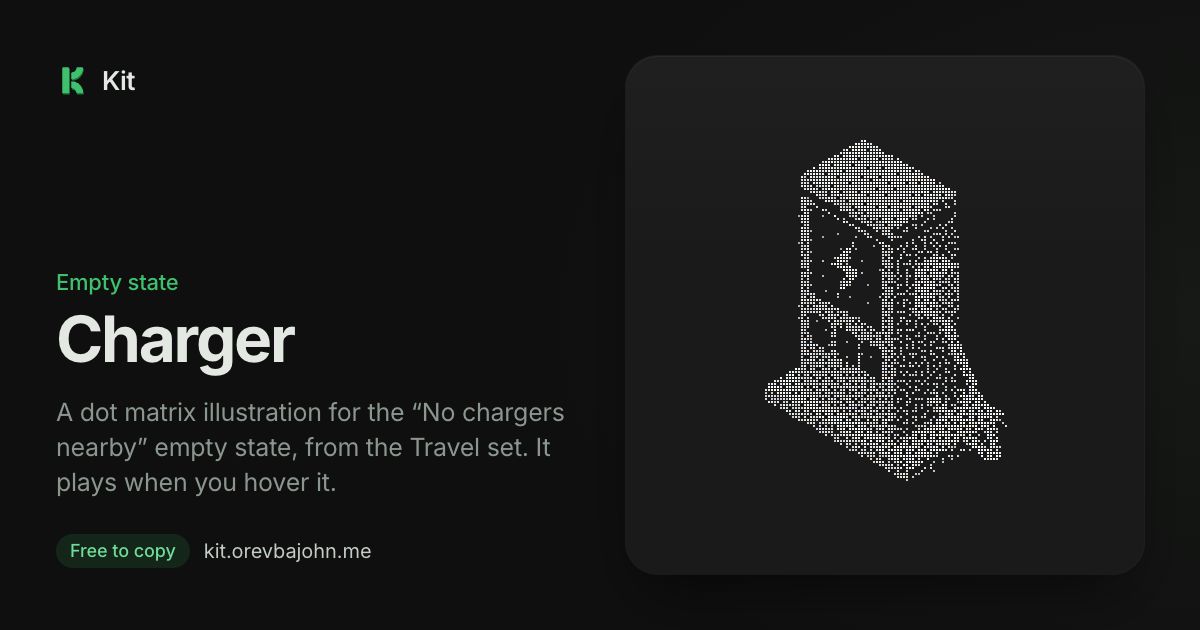 Kit
Empty state
Charger
A dot matrix illustration for the “No chargers
nearby” empty state, from the Travel set. It
plays when you hover it.
Free to copy
kit.orevbajohn.me